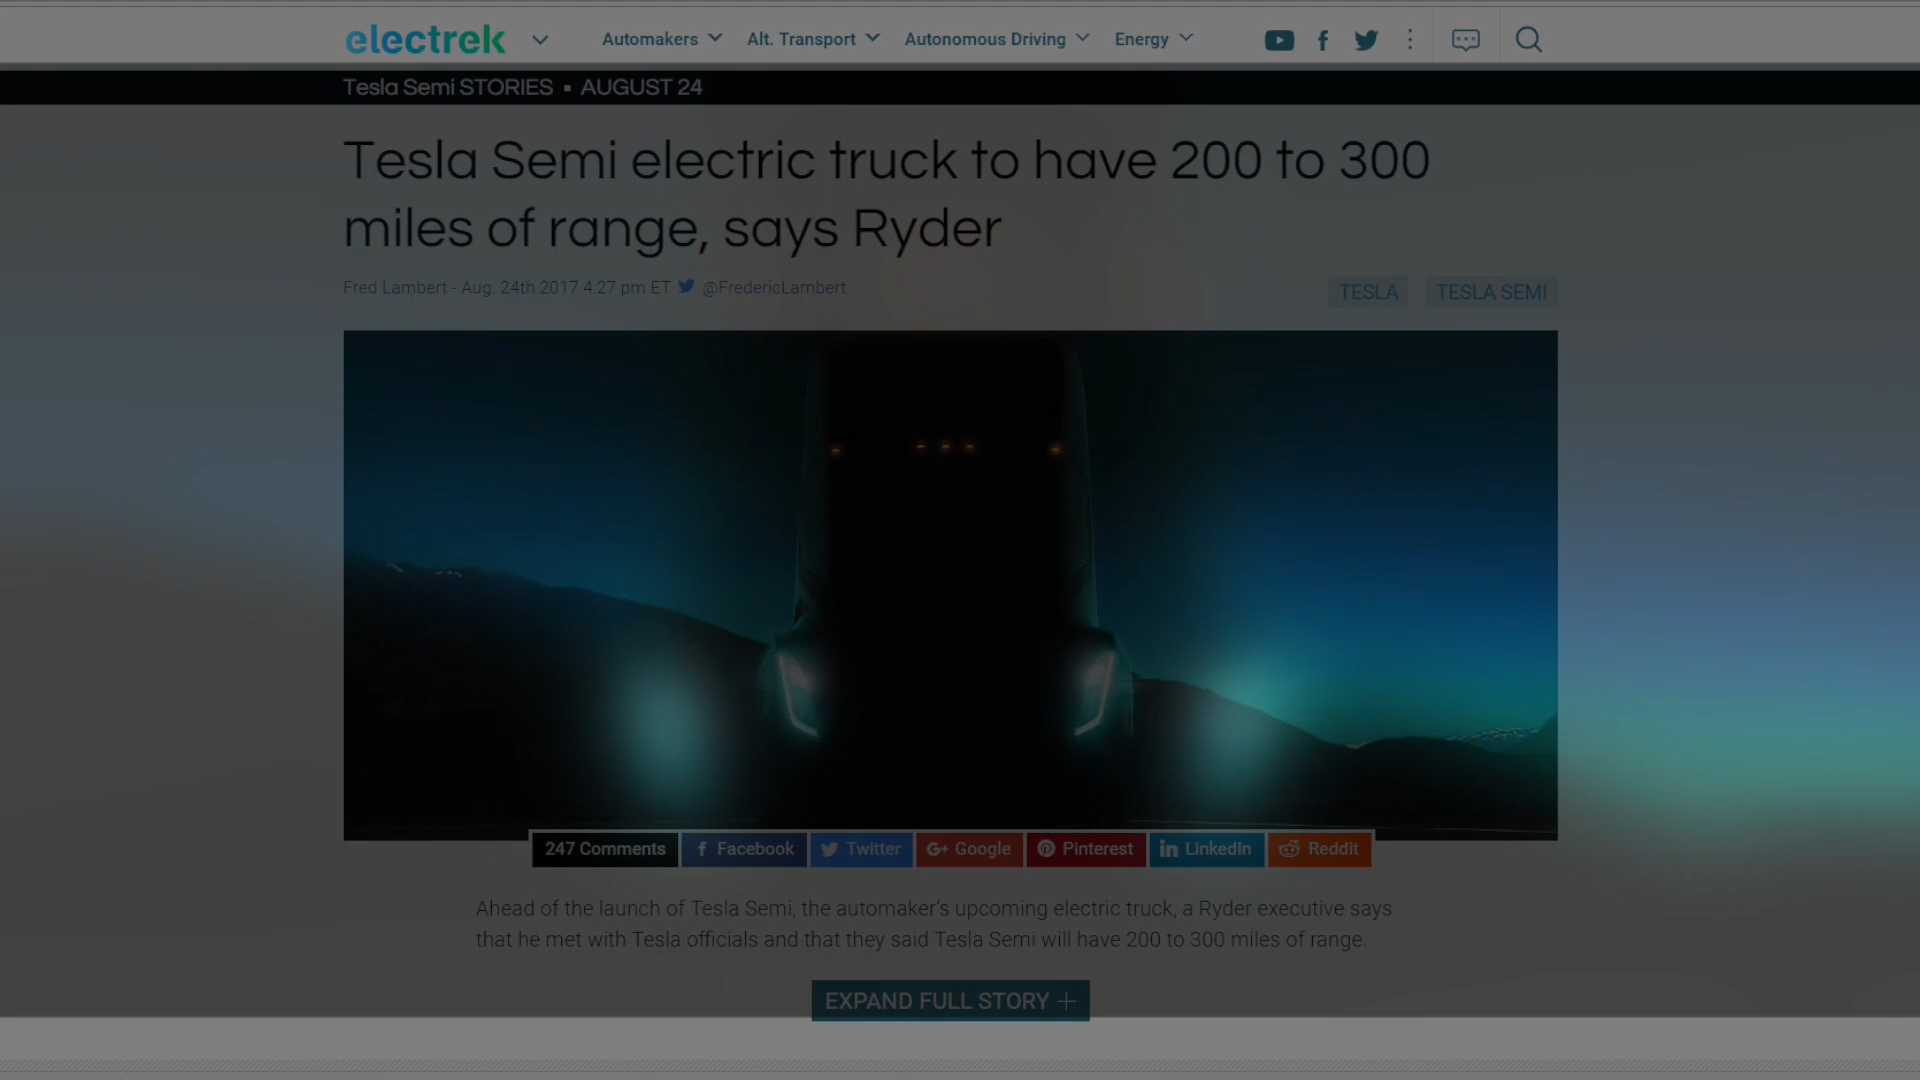 electrek
Automakers Alt. Transport Autonomous Driving Energy
Tesla Semi STORIES ▪ AUGUST 24
Tesla Semi electric truck to have 200 to 300
miles of range, says Ryder
Fred Lambert - Aug. 24th 2017 4:27 pm ET @FredericLambert
TESLA TESLA SEMI
247 Comments Facebook Twitter G+ Google Pinterest LinkedIn Reddit
Ahead of the launch of Tesla Semi, the automaker’s upcoming electric truck, a Ryder executive says
that he met with Tesla officials and that they said Tesla Semi will have 200 to 300 miles of range.
EXPAND FULL STORY +